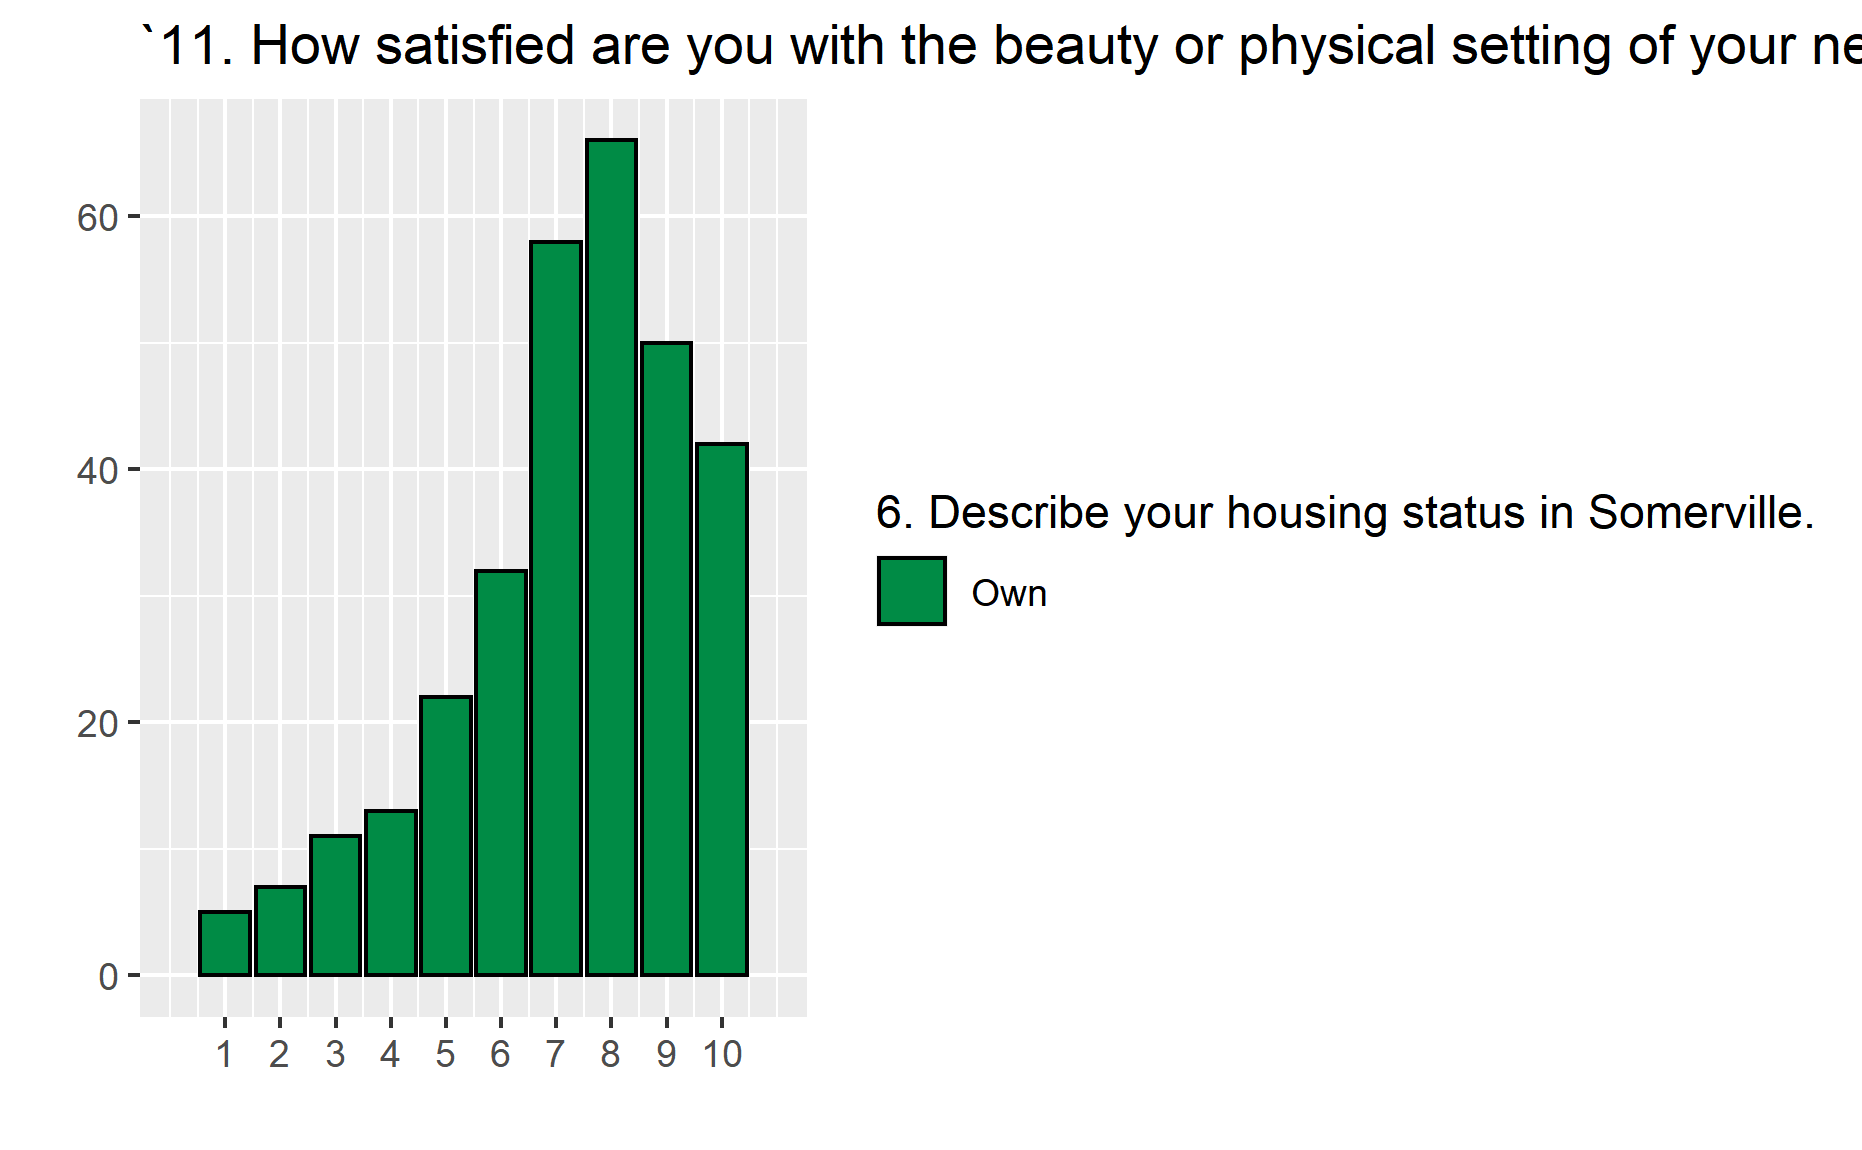 `11. How satisfied are you with the beauty or physical setting of your ne
60
40
20
0
1 2 3 4 5 6 7 8 9 10
6. Describe your housing status in Somerville.
Own